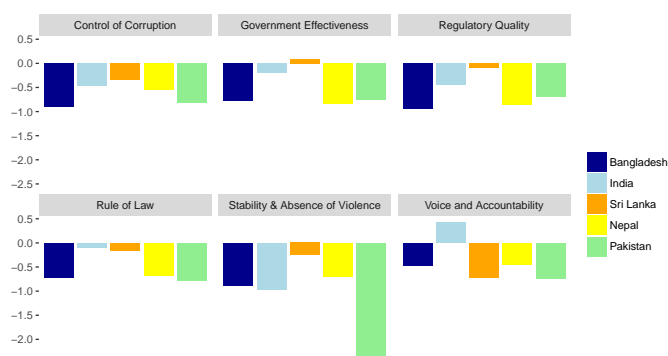 Control of Corruption
Government Effectiveness
Regulatory Quality
0.5
0.0
−0.5
−1.0
−1.5
−2.0
−2.5
Rule of Law
Stability & Absence of Violence
Voice and Accountability
0.5
0.0
−0.5
−1.0
−1.5
−2.0
Bangladesh
India
Sri Lanka
Nepal
Pakistan